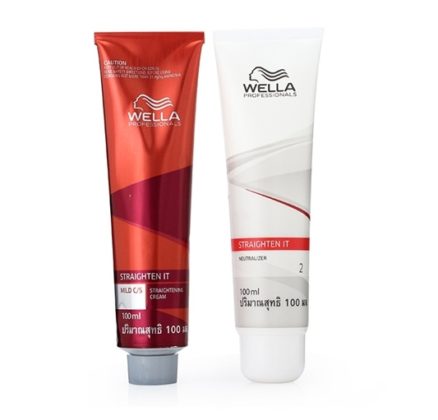 CAUTION
WELLA
PROFESSIONALS
STRAIGHTEN IT
MILD C/S
STRAIGHTENING
CREAM
100ml
ปริมาณสุทธิ 100 มล
WELLA
PROFESSIONALS
STRAIGHTEN IT
NEUTRALIZER
2
100ml
ปริมาณสุทธิ 100 มล